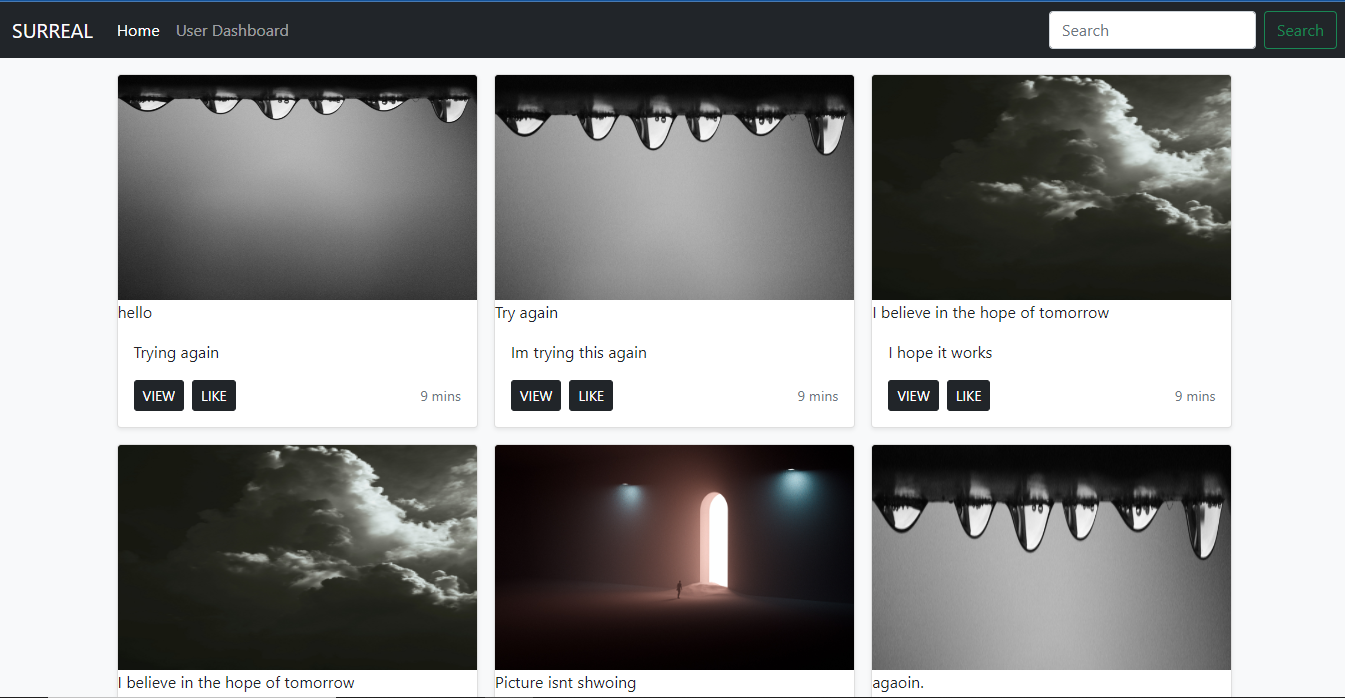 SURREAL Home User Dashboard Search Search
hello
Trying again
VIEW LIKE 9 mins
Try again
Im trying this again
VIEW LIKE 9 mins
I believe in the hope of tomorrow
I hope it works
VIEW LIKE 9 mins
I believe in the hope of tomorrow
Picture isnt shwoing
agaoin.